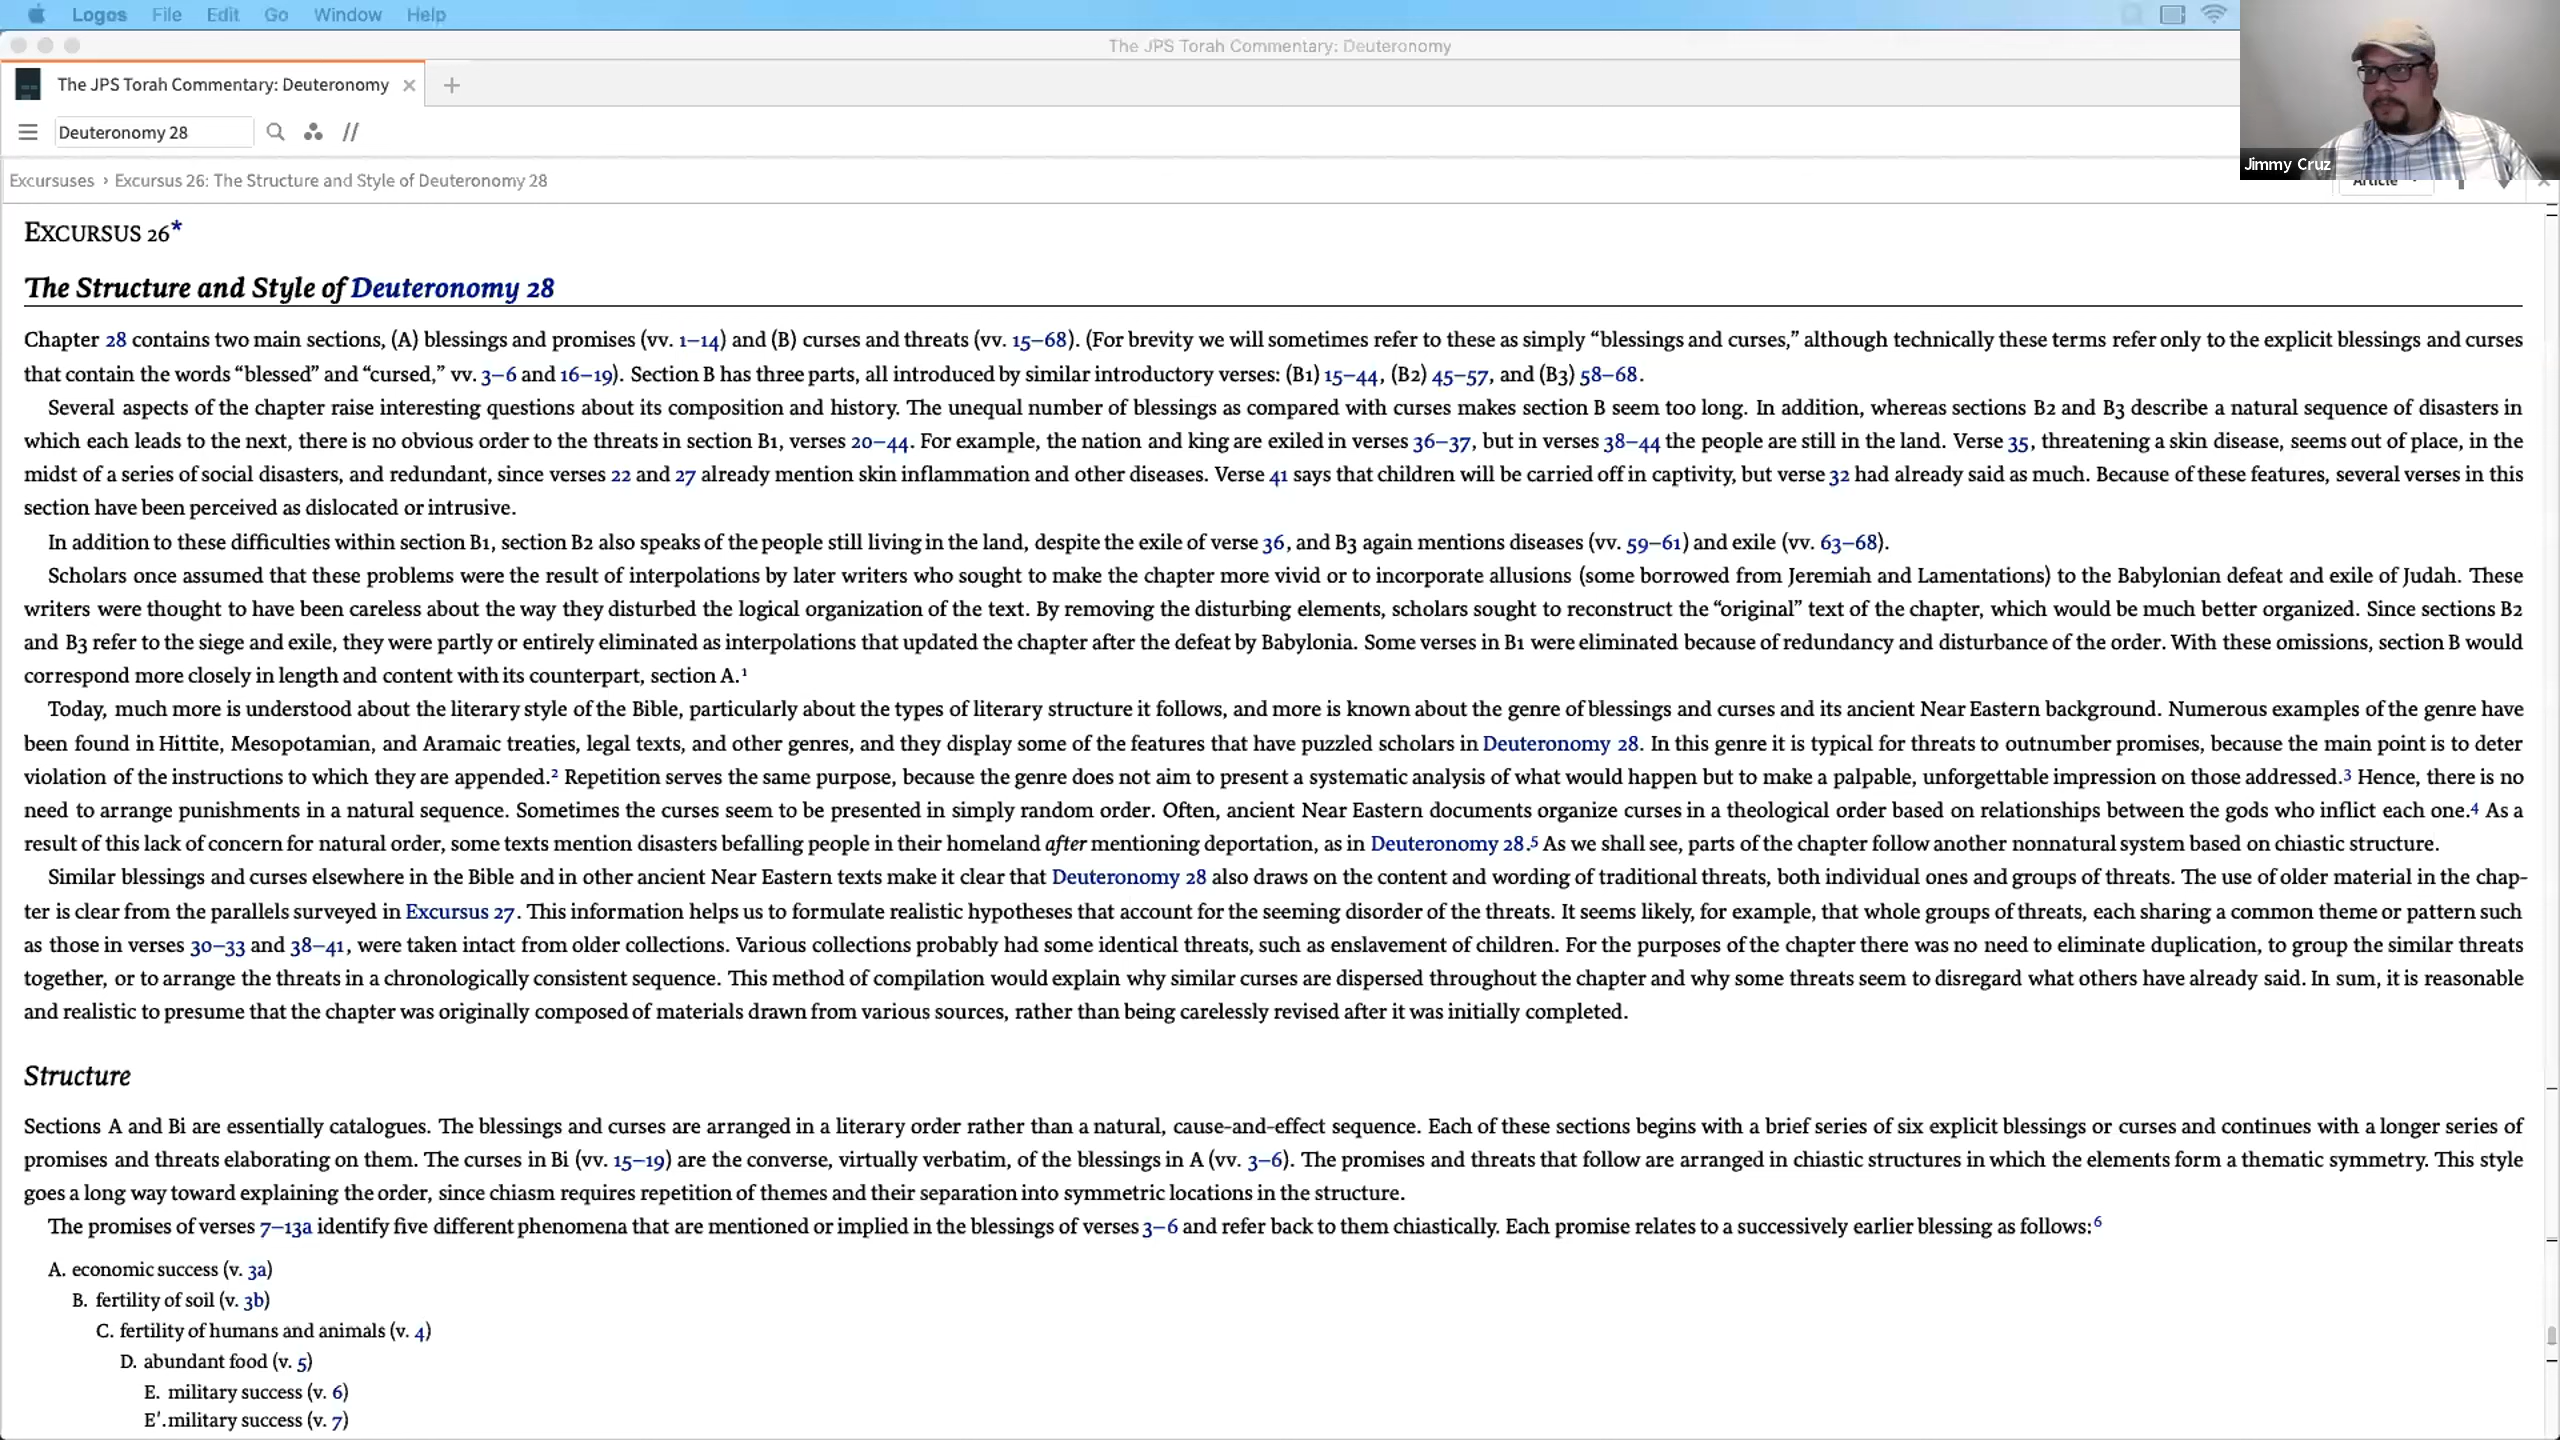 Logos File Edit Go Window Help
The JPS Torah Commentary: Deuteronomy
The JPS Torah Commentary: Deuteronomy
Deuteronomy 28
Jimmy Cruz
Excursuses › Excursus 26: The Structure and Style of Deuteronomy 28
Article
EXCURSUS 26*
The Structure and Style of Deuteronomy 28
Chapter 28 contains two main sections, (A) blessings and promises (vv. 1–14) and (B) curses and threats (vv. 15–68). (For brevity we will sometimes refer to these as simply “blessings and curses,” although technically these terms refer only to the explicit blessings and curses
that contain the words “blessed” and “cursed,” vv. 3–6 and 16–19). Section B has three parts, all introduced by similar introductory verses: (B1) 15–44, (B2) 45–57, and (B3) 58–68.
Several aspects of the chapter raise interesting questions about its composition and history. The unequal number of blessings as compared with curses makes section B seem too long. In addition, whereas sections B2 and B3 describe a natural sequence of disasters in
which each leads to the next, there is no obvious order to the threats in section B1, verses 20–44. For example, the nation and king are exiled in verses 36–37, but in verses 38–44 the people are still in the land. Verse 35, threatening a skin disease, seems out of place, in the
midst of a series of social disasters, and redundant, since verses 22 and 27 already mention skin inflammation and other diseases. Verse 41 says that children will be carried off in captivity, but verse 32 had already said as much. Because of these features, several verses in this
section have been perceived as dislocated or intrusive.
In addition to these difficulties within section B1, section B2 also speaks of the people still living in the land, despite the exile of verse 36, and B3 again mentions diseases (vv. 59–61) and exile (vv. 63–68).
Scholars once assumed that these problems were the result of interpolations by later writers who sought to make the chapter more vivid or to incorporate allusions (some borrowed from Jeremiah and Lamentations) to the Babylonian defeat and exile of Judah. These
writers were thought to have been careless about the way they disturbed the logical organization of the text. By removing the disturbing elements, scholars sought to reconstruct the “original” text of the chapter, which would be much better organized. Since sections B2
and B3 refer to the siege and exile, they were partly or entirely eliminated as interpolations that updated the chapter after the defeat by Babylonia. Some verses in B1 were eliminated because of redundancy and disturbance of the order. With these omissions, section B would
correspond more closely in length and content with its counterpart, section A.¹
Today, much more is understood about the literary style of the Bible, particularly about the types of literary structure it follows, and more is known about the genre of blessings and curses and its ancient Near Eastern background. Numerous examples of the genre have
been found in Hittite, Mesopotamian, and Aramaic treaties, legal texts, and other genres, and they display some of the features that have puzzled scholars in Deuteronomy 28. In this genre it is typical for threats to outnumber promises, because the main point is to deter
violation of the instructions to which they are appended.² Repetition serves the same purpose, because the genre does not aim to present a systematic analysis of what would happen but to make a palpable, unforgettable impression on those addressed.³ Hence, there is no
need to arrange punishments in a natural sequence. Sometimes the curses seem to be presented in simply random order. Often, ancient Near Eastern documents organize curses in a theological order based on relationships between the gods who inflict each one.⁴ As a
result of this lack of concern for natural order, some texts mention disasters befalling people in their homeland after mentioning deportation, as in Deuteronomy 28.⁵ As we shall see, parts of the chapter follow another nonnatural system based on chiastic structure.
Similar blessings and curses elsewhere in the Bible and in other ancient Near Eastern texts make it clear that Deuteronomy 28 also draws on the content and wording of traditional threats, both individual ones and groups of threats. The use of older material in the chap-
ter is clear from the parallels surveyed in Excursus 27. This information helps us to formulate realistic hypotheses that account for the seeming disorder of the threats. It seems likely, for example, that whole groups of threats, each sharing a common theme or pattern such
as those in verses 30–33 and 38–41, were taken intact from older collections. Various collections probably had some identical threats, such as enslavement of children. For the purposes of the chapter there was no need to eliminate duplication, to group the similar threats
together, or to arrange the threats in a chronologically consistent sequence. This method of compilation would explain why similar curses are dispersed throughout the chapter and why some threats seem to disregard what others have already said. In sum, it is reasonable
and realistic to presume that the chapter was originally composed of materials drawn from various sources, rather than being carelessly revised after it was initially completed.
Structure
Sections A and Bi are essentially catalogues. The blessings and curses are arranged in a literary order rather than a natural, cause-and-effect sequence. Each of these sections begins with a brief series of six explicit blessings or curses and continues with a longer series of
promises and threats elaborating on them. The curses in Bi (vv. 15–19) are the converse, virtually verbatim, of the blessings in A (vv. 3–6). The promises and threats that follow are arranged in chiastic structures in which the elements form a thematic symmetry. This style
goes a long way toward explaining the order, since chiasm requires repetition of themes and their separation into symmetric locations in the structure.
The promises of verses 7–13a identify five different phenomena that are mentioned or implied in the blessings of verses 3–6 and refer back to them chiastically. Each promise relates to a successively earlier blessing as follows:⁶
A. economic success (v. 3a)
B. fertility of soil (v. 3b)
C. fertility of humans and animals (v. 4)
D. abundant food (v. 5)
E. military success (v. 6)
E′. military success (v. 7)